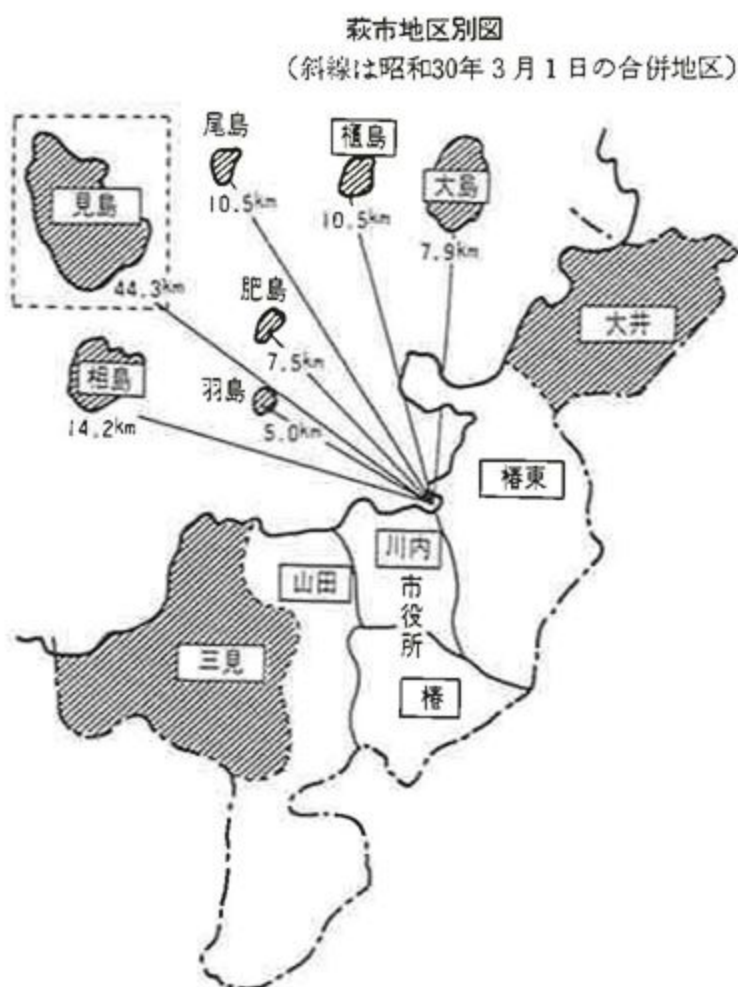 萩市地区別図
(斜線は昭和30年3月1日の合併地区)
尾島
10.5km
櫃島
10.5km
大島
7.9km
見島
44.3km
肥島
7.5km
大井
相島
14.2km
羽島
5.0km
椿東
川内
山田
市役所
三見
椿